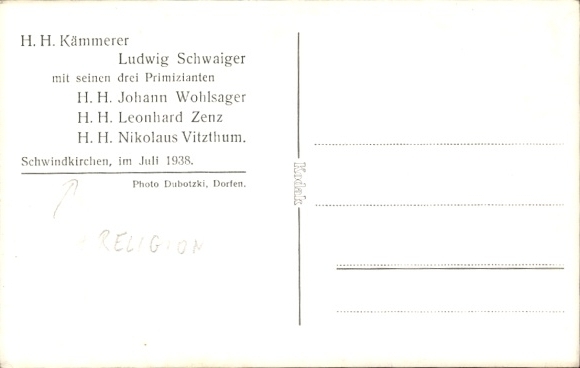 H. H. Kämmerer
Ludwig Schwaiger
mit seinen drei Primizianten
H. H. Johann Wohlsager
H. H. Leonhard Zenz
H. H. Nikolaus Vitzthum.
Schwindkirchen, im Juli 1938.
Photo Dubotzki, Dorfen.
RELIGION
Kodak